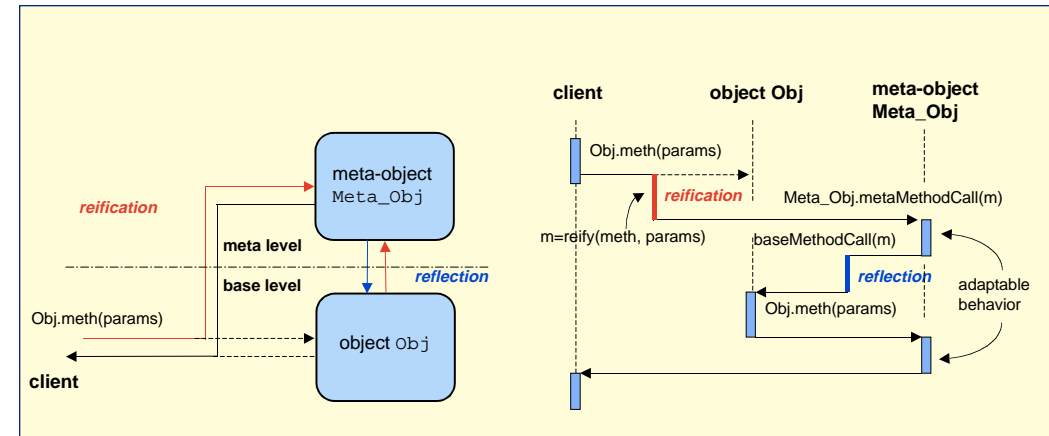 meta-object
Meta_Obj
reification
meta level
base level
reflection
Obj.meth(params)
object Obj
client
client
object Obj
meta-object
Meta_Obj
Obj.meth(params)
reification
Meta_Obj.metaMethodCall(m)
m=reify(meth, params)
baseMethodCall(m)
reflection
adaptable
behavior
Obj.meth(params)